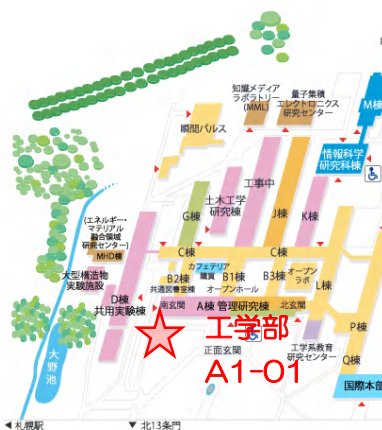 知識メディア
ラボラトリー
(MML)
量子集積
エレクトロニクス
研究センター
M棟
瞬間パルス
情報科学
研究科棟
工事中
土木工学
研究棟
G棟
J棟
K棟
(エネルギー・
マテリアル
融合領域
研究センター)
MHD棟
C棟
C棟
カフェテリア
購買
B2棟
B1棟
B3棟
オープン
ラボ
共通図書室棟
オープンホール
大型構造物
実験施設
L棟
D棟
共用実験棟
南玄関
A棟 管理研究棟
北玄関
工学部
A1-01
正面玄関
工学系教育
研究センター
P棟
Q棟
大野池
国際本部
◀ 札幌駅
▼ 北13条門